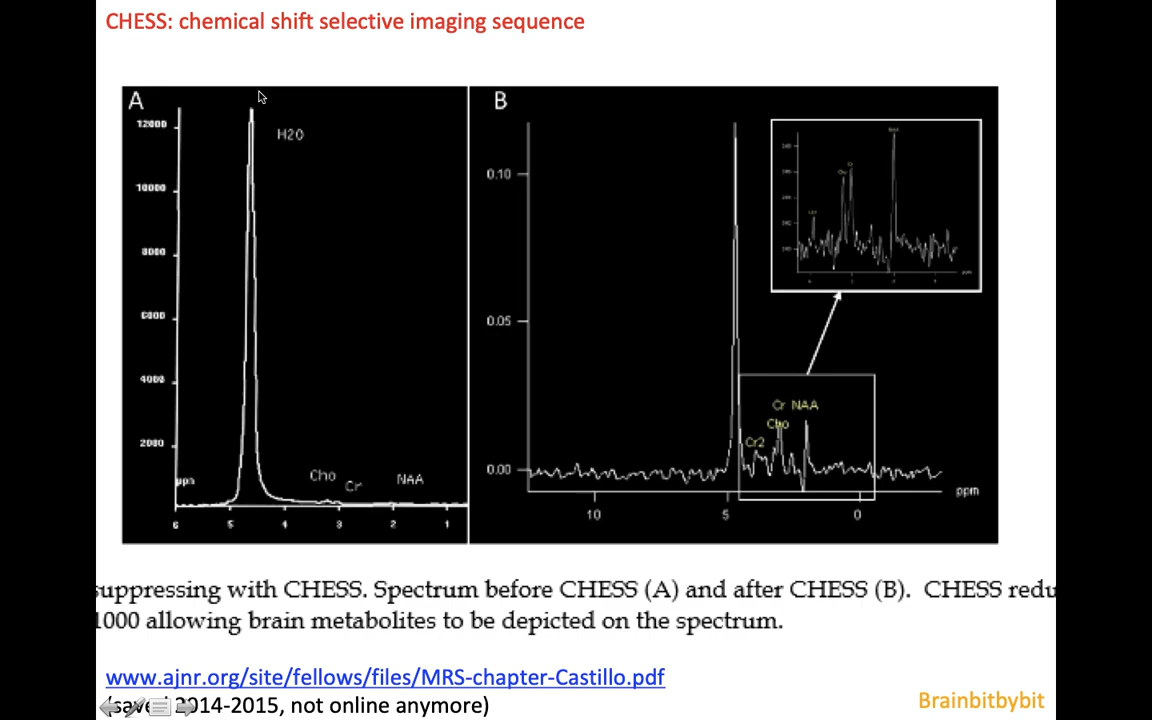 CHESS: chemical shift selective imaging sequence
A
12000
H20
10000
8000
6000
4000
2000
ppm
Cho
Cr
NAA
6 5 4 3 2 1
B
0.10
0.05
Cr NAA
Cho
Cr2
0.00
ppm
10 5 0
suppressing with CHESS. Spectrum before CHESS (A) and after CHESS (B). CHESS redu
1000 allowing brain metabolites to be depicted on the spectrum.
www.ajnr.org/site/fellows/files/MRS-chapter-Castillo.pdf
2014-2015, not online anymore)
Brainbitbybit